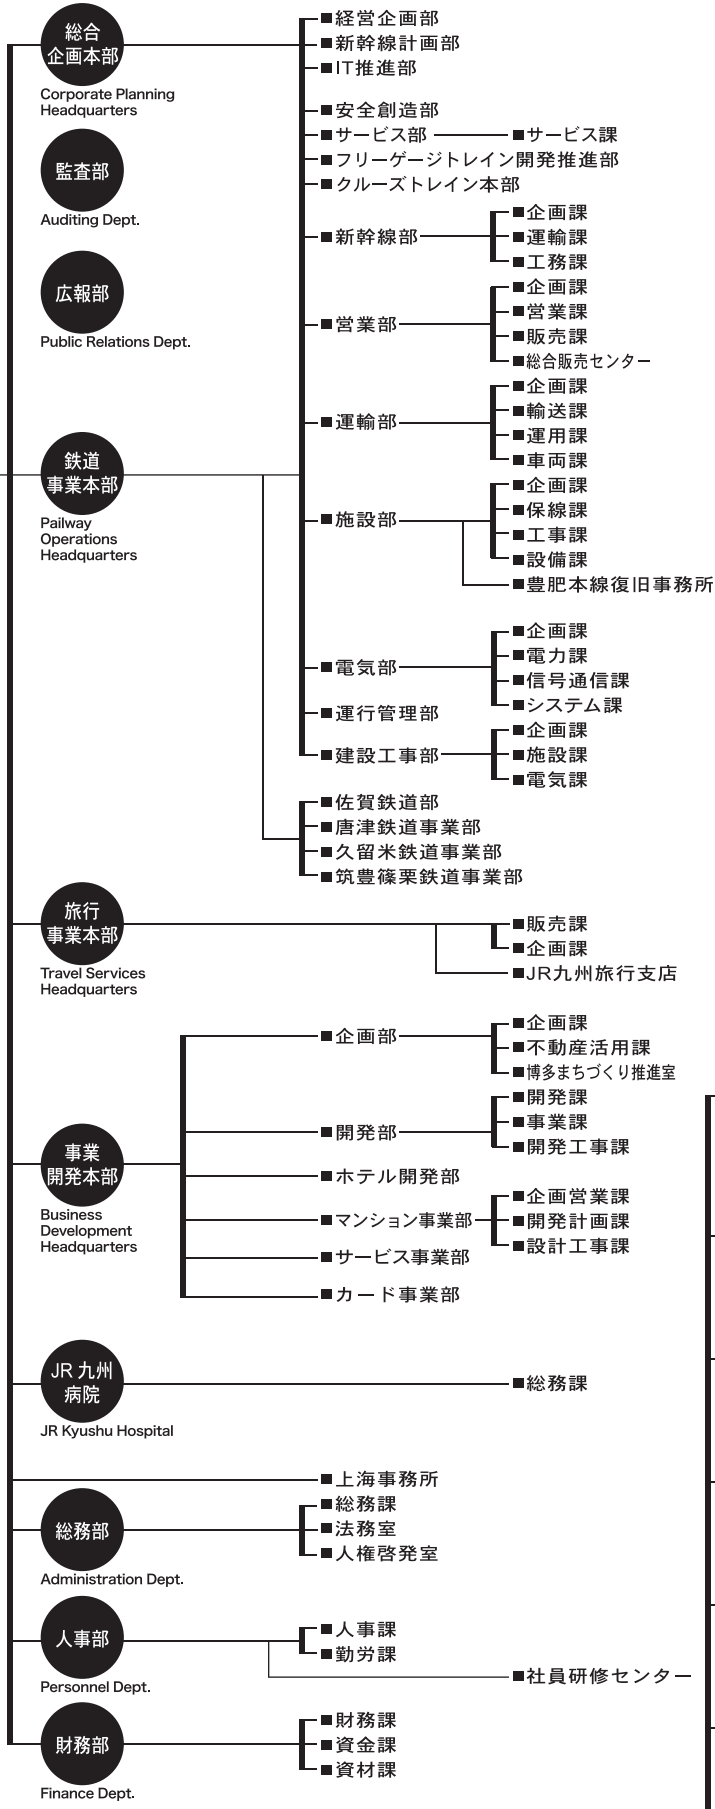 総合
企画本部
Corporate Planning
Headquarters
■経営企画部
■新幹線計画部
■IT推進部
監査部
Auditing Dept.
広報部
Public Relations Dept.
鉄道
事業本部
Pailway
Operations
Headquarters
■安全創造部
■サービス部
■サービス課
■フリーゲージトレイン開発推進部
■クルーズトレイン本部
■新幹線部
■企画課
■運輸課
■工務課
■営業部
■企画課
■営業課
■販売課
■総合販売センター
■運輸部
■企画課
■輸送課
■運用課
■車両課
■施設部
■企画課
■保線課
■工事課
■設備課
■豊肥本線復旧事務所
■電気部
■企画課
■電力課
■信号通信課
■システム課
■運行管理部
■建設工事部
■企画課
■施設課
■電気課
■佐賀鉄道部
■唐津鉄道事業部
■久留米鉄道事業部
■筑豊篠栗鉄道事業部
旅行
事業本部
Travel Services
Headquarters
■販売課
■企画課
■JR九州旅行支店
事業
開発本部
Business
Development
Headquarters
■企画部
■企画課
■不動産活用課
■博多まちづくり推進室
■開発部
■開発課
■事業課
■開発工事課
■ホテル開発部
■マンション事業部
■企画営業課
■開発計画課
■設計工事課
■サービス事業部
■カード事業部
JR 九州
病院
JR Kyushu Hospital
■総務課
■上海事務所
総務部
Administration Dept.
■総務課
■法務室
■人権啓発室
人事部
Personnel Dept.
■人事課
■勤労課
■社員研修センター
財務部
Finance Dept.
■財務課
■資金課
■資材課